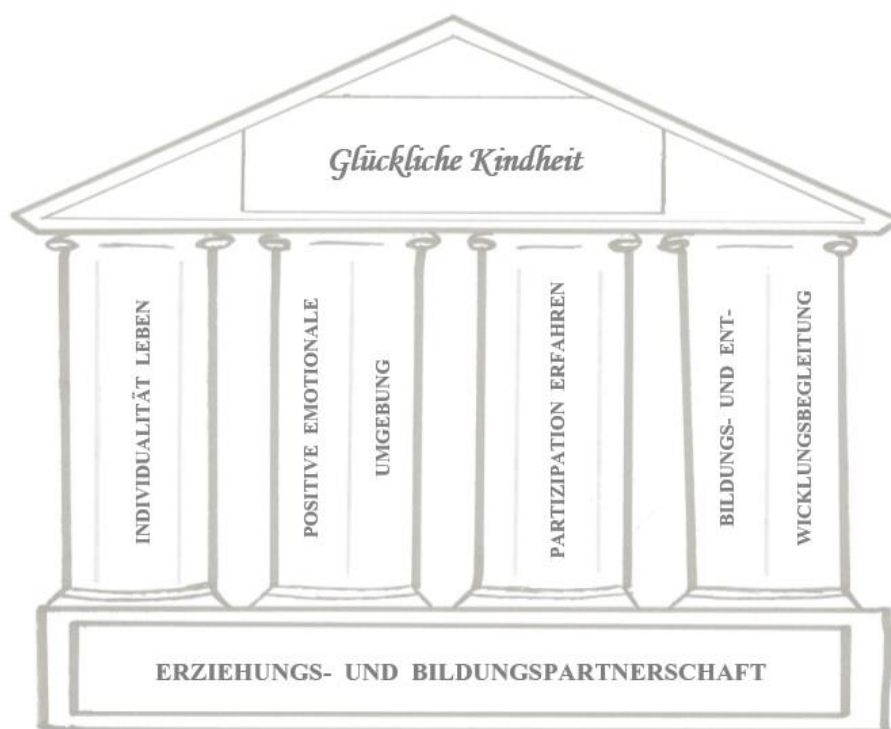 Glückliche Kindheit
INDIVIDUALITÄT LEBEN
POSITIVE EMOTIONALE
UMGEBUNG
PARTIZIPATION ERFAHREN
BILDUNGS- UND ENT-
WICKLUNGSBEGLEITUNG
ERZIEHUNGS- UND BILDUNGSPARTNERSCHAFT